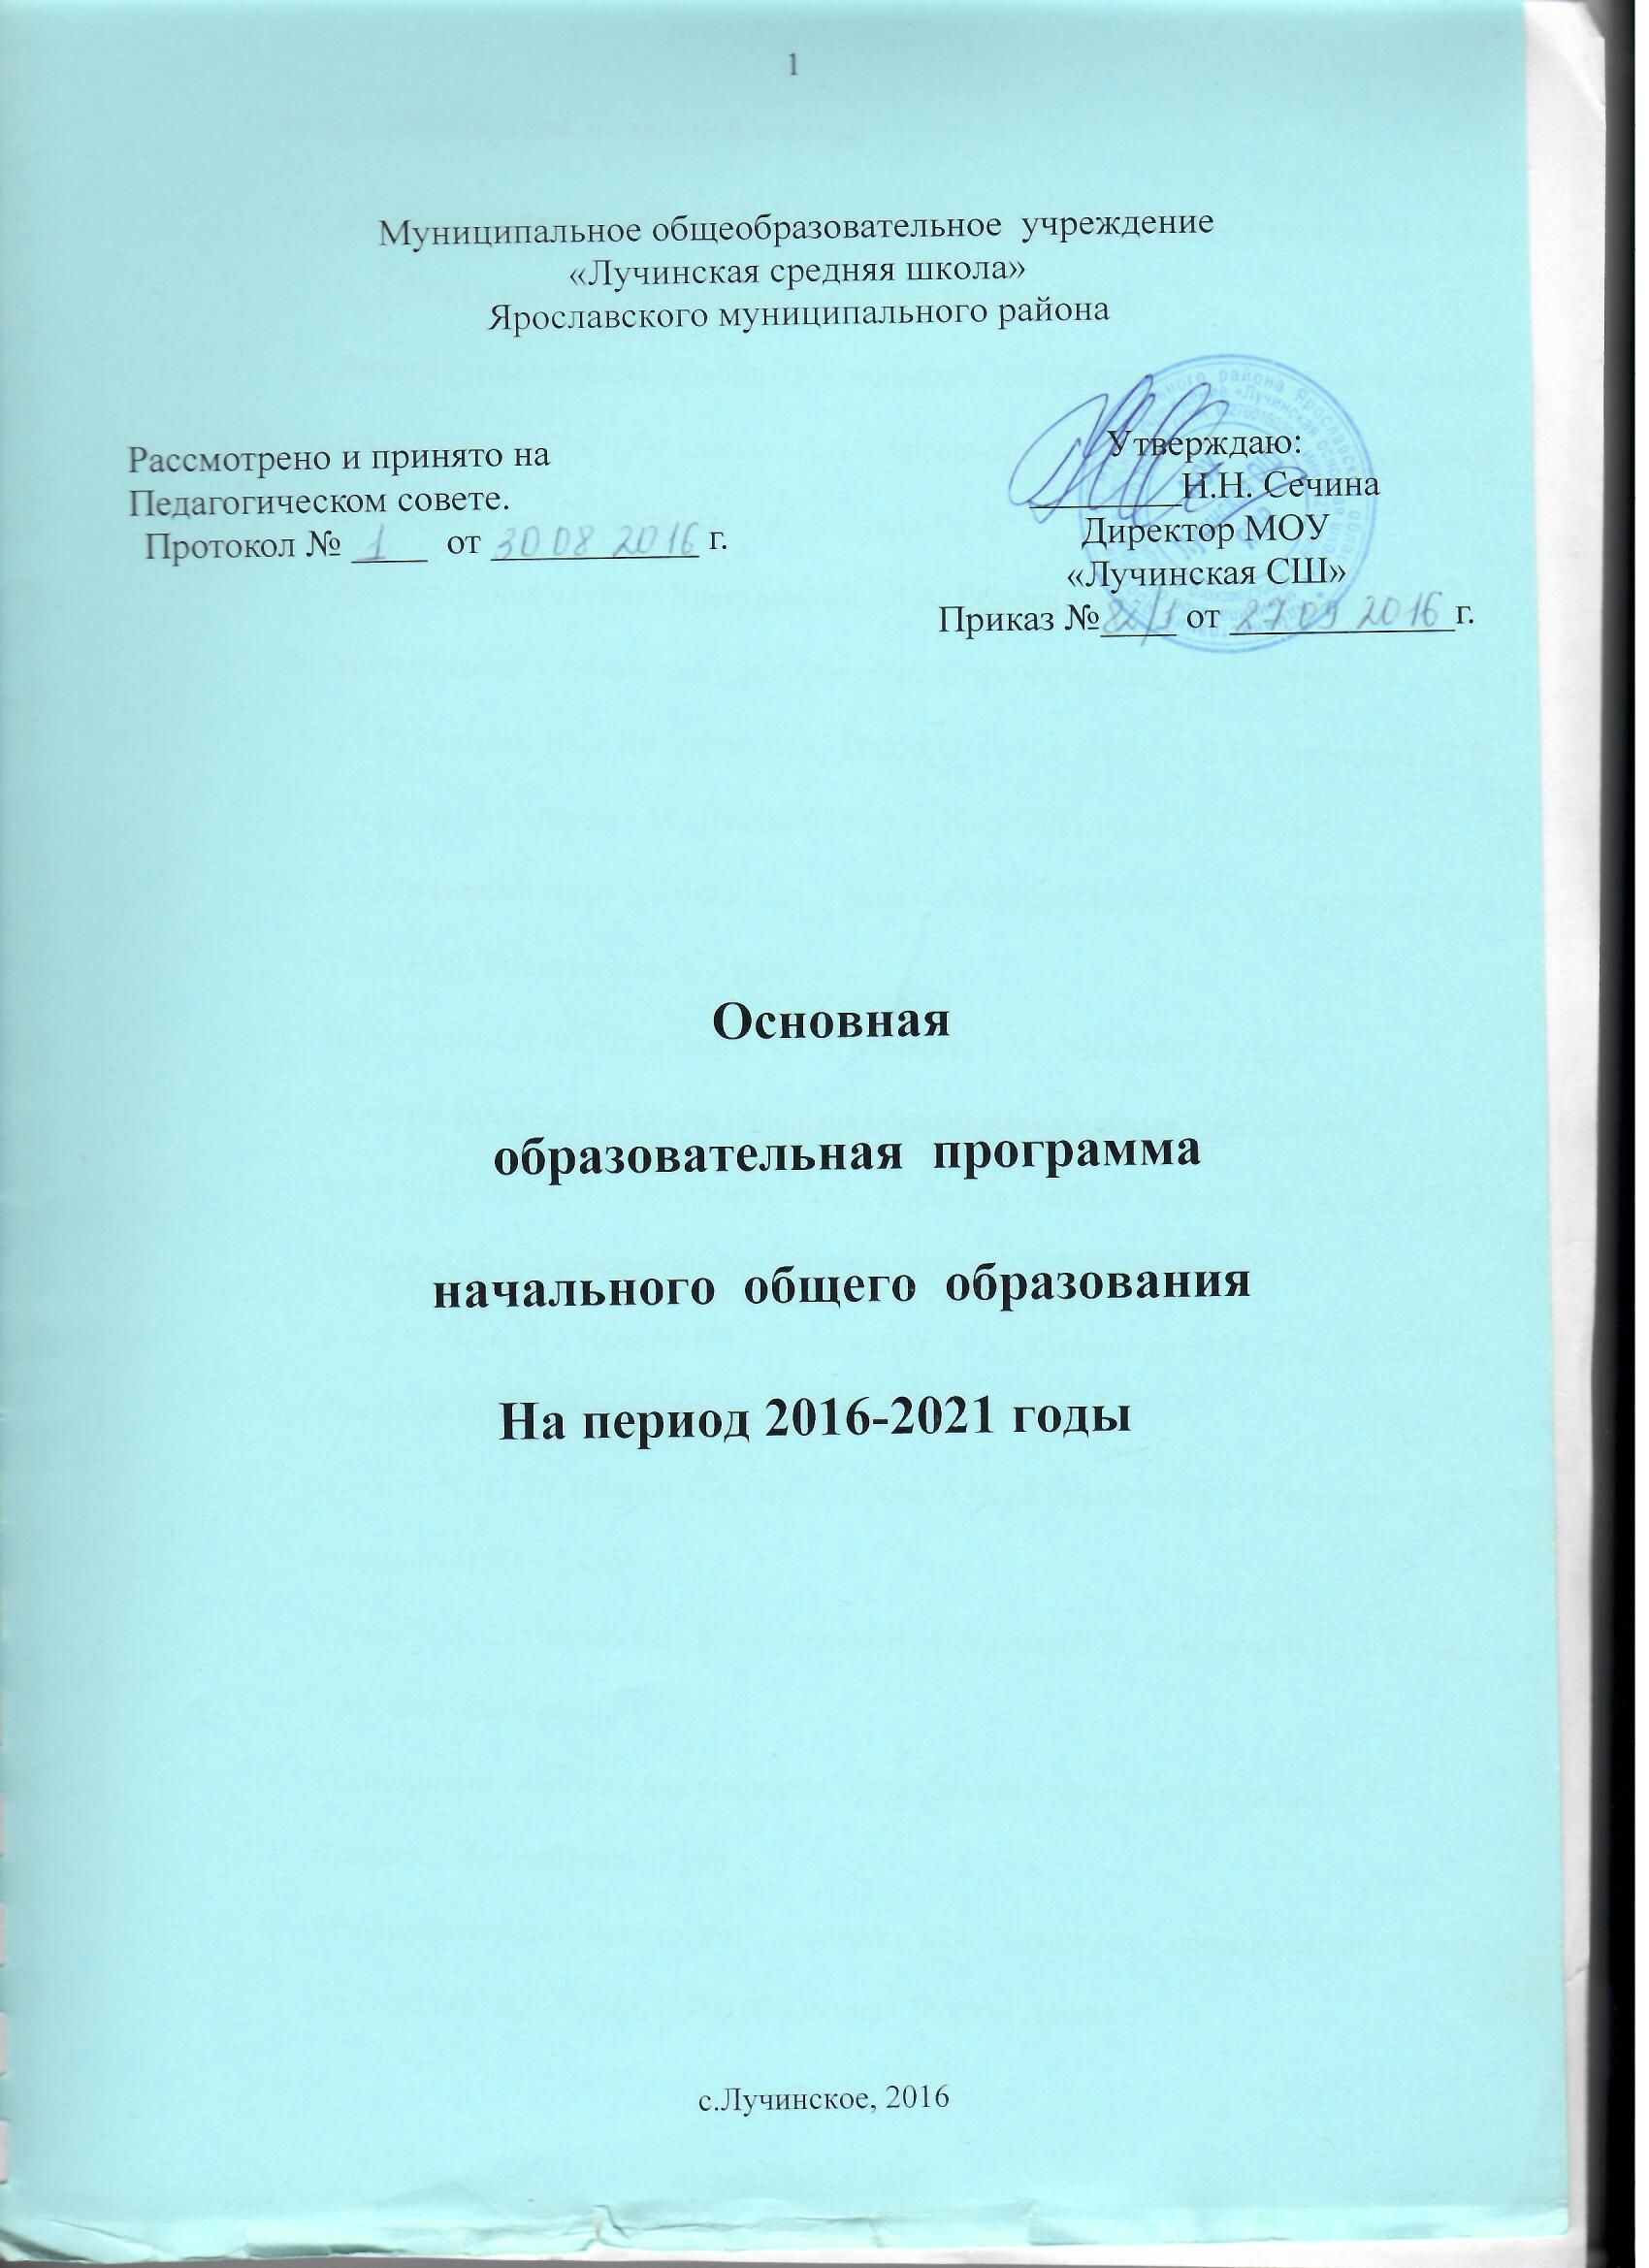 1
Муниципальное общеобразовательное учреждение
«Лучинская средняя школа»
Ярославского муниципального района
Рассмотрено и принято на
Педагогическом совете.
Протокол № 1 от 30 08 2016 г.
Утверждаю:
Н.Н. Сечина
Директор МОУ
«Лучинская СШ»
Приказ № 82/1 от 27 09 2016 г.
Основная
образовательная программа
начального общего образования
На период 2016-2021 годы
с.Лучинское, 2016